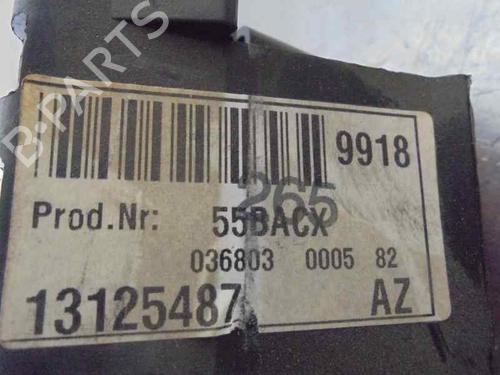 B-PARTS
9918
265
Prod.Nr: 55BACX
036803 0005 82
13125487 AZ